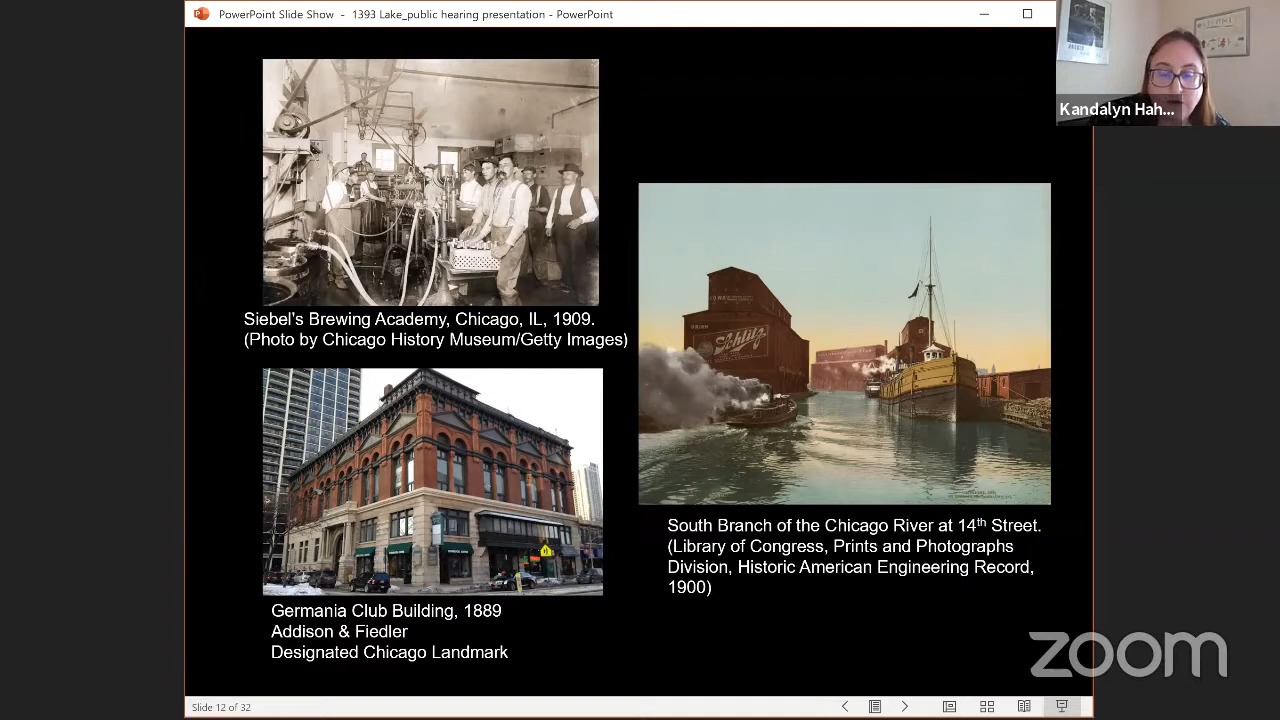 PowerPoint Slide Show - 1393 Lake_public hearing presentation - PowerPoint
Kandalyn Hah...
Siebel's Brewing Academy, Chicago, IL, 1909.
(Photo by Chicago History Museum/Getty Images)
Schlitz
South Branch of the Chicago River at 14th Street.
(Library of Congress, Prints and Photographs
Division, Historic American Engineering Record,
1900)
Germania Club Building, 1889
Addison & Fiedler
Designated Chicago Landmark
zoom
Slide 12 of 32